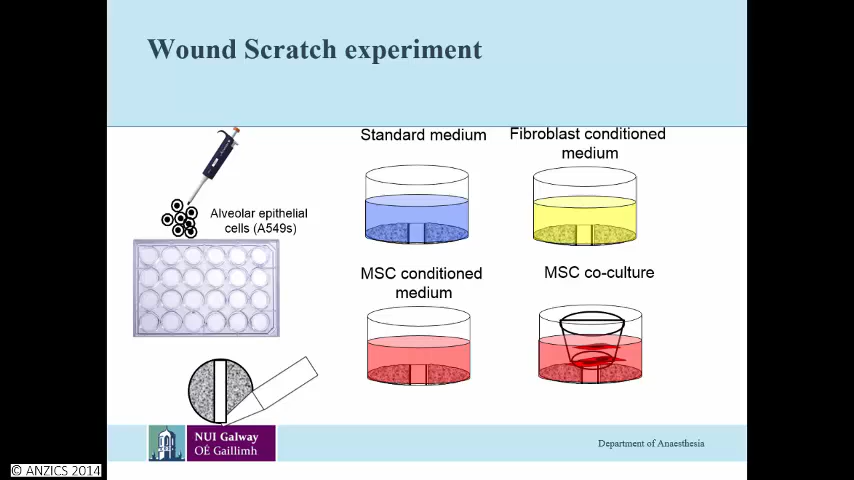 Wound Scratch experiment
Alveolar epithelial
cells (A549s)
Standard medium
Fibroblast conditioned
medium
MSC conditioned
medium
MSC co-culture
NUI Galway
OÉ Gaillimh
Department of Anaesthesia
© ANZICS 2014